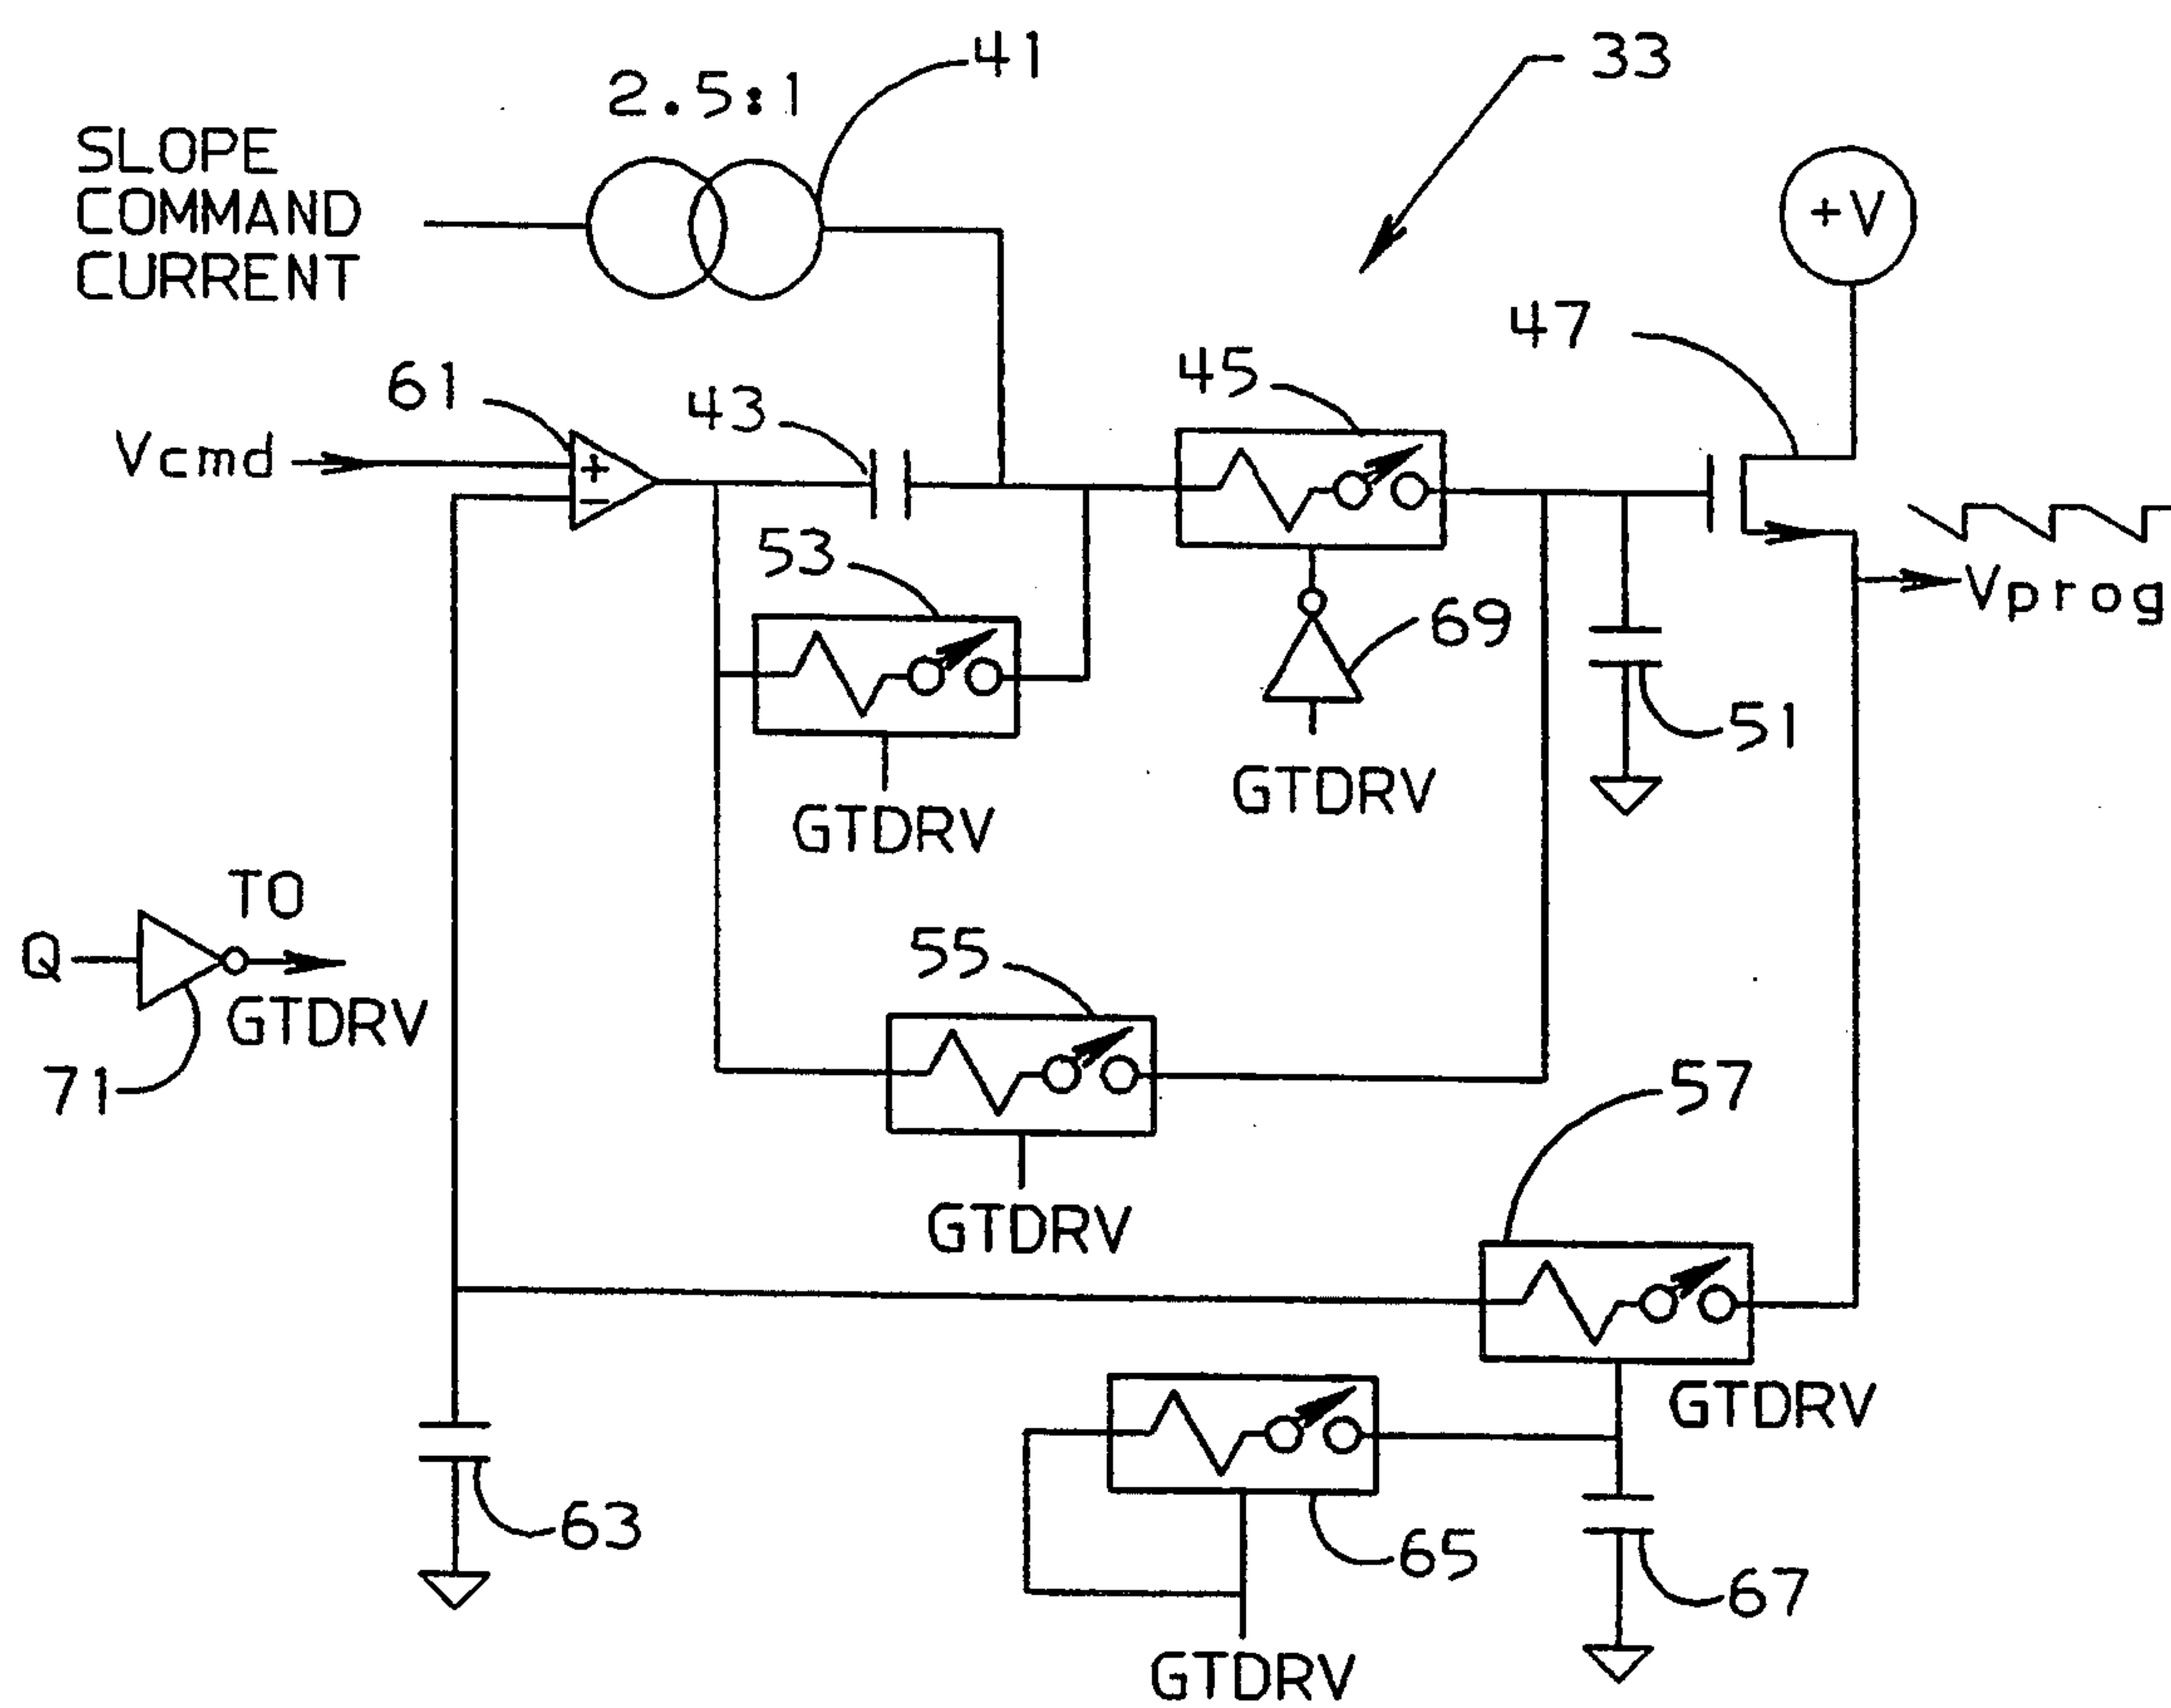 41
33
2.5:1
SLOPE
COMMAND
CURRENT
+V
47
45
61
43
Vcmd
+
−
53
69
Vprog
51
GTDRV
GTDRV
TO
Q
55
GTDRV
71
57
GTDRV
GTDRV
63
65
67
GTDRV